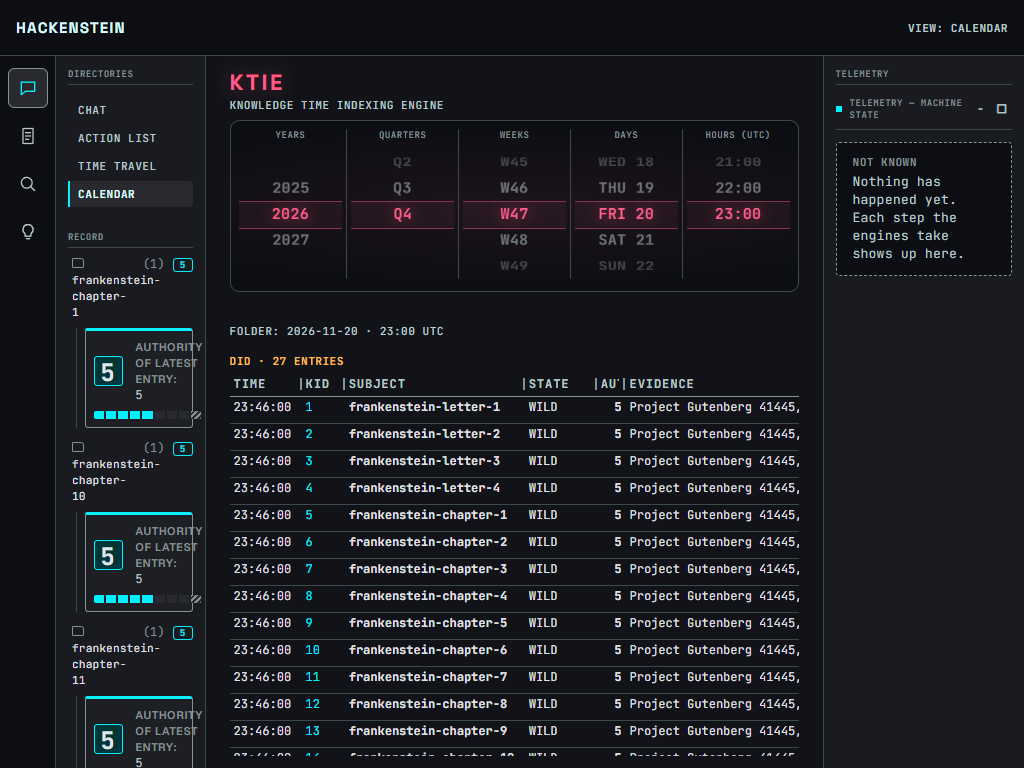 HACKENSTEIN
VIEW: CALENDAR
DIRECTORIES
CHAT
ACTION LIST
TIME TRAVEL
CALENDAR
RECORD
(1) 5
frankenstein-
chapter-
1
5
AUTHORITY
OF LATEST
ENTRY:
5
(1) 5
frankenstein-
chapter-
10
5
AUTHORITY
OF LATEST
ENTRY:
5
(1) 5
frankenstein-
chapter-
11
5
AUTHORITY
OF LATEST
ENTRY:
5
KTIE
KNOWLEDGE TIME INDEXING ENGINE
YEARS QUARTERS WEEKS DAYS HOURS (UTC)
Q2 W45 WED 18 21:00
2025 Q3 W46 THU 19 22:00
2026 Q4 W47 FRI 20 23:00
2027 W48 SAT 21
W49 SUN 22
FOLDER: 2026-11-20 · 23:00 UTC
DID · 27 ENTRIES
TIME KID SUBJECT STATE AU EVIDENCE
23:46:00 1 frankenstein-letter-1 WILD 5 Project Gutenberg 41445,
23:46:00 2 frankenstein-letter-2 WILD 5 Project Gutenberg 41445,
23:46:00 3 frankenstein-letter-3 WILD 5 Project Gutenberg 41445,
23:46:00 4 frankenstein-letter-4 WILD 5 Project Gutenberg 41445,
23:46:00 5 frankenstein-chapter-1 WILD 5 Project Gutenberg 41445,
23:46:00 6 frankenstein-chapter-2 WILD 5 Project Gutenberg 41445,
23:46:00 7 frankenstein-chapter-3 WILD 5 Project Gutenberg 41445,
23:46:00 8 frankenstein-chapter-4 WILD 5 Project Gutenberg 41445,
23:46:00 9 frankenstein-chapter-5 WILD 5 Project Gutenberg 41445,
23:46:00 10 frankenstein-chapter-6 WILD 5 Project Gutenberg 41445,
23:46:00 11 frankenstein-chapter-7 WILD 5 Project Gutenberg 41445,
23:46:00 12 frankenstein-chapter-8 WILD 5 Project Gutenberg 41445,
23:46:00 13 frankenstein-chapter-9 WILD 5 Project Gutenberg 41445,
TELEMETRY
TELEMETRY — MACHINE
STATE
NOT KNOWN
Nothing has
happened yet.
Each step the
engines take
shows up here.